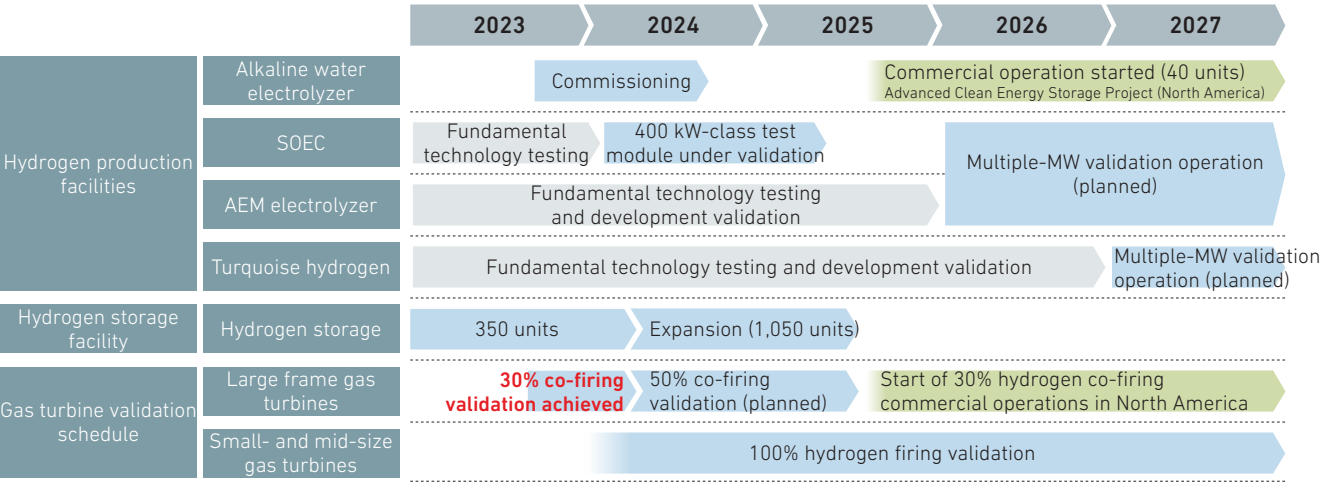 2023
2024
2025
2026
2027
Hydrogen production
facilities
Alkaline water
electrolyzer
Commissioning
Commercial operation started (40 units)
Advanced Clean Energy Storage Project (North America)
SOEC
Fundamental
technology testing
400 kW-class test
module under validation
Multiple-MW validation operation
(planned)
AEM electrolyzer
Fundamental technology testing
and development validation
Turquoise hydrogen
Fundamental technology testing and development validation
Multiple-MW validation
operation (planned)
Hydrogen storage
facility
Hydrogen storage
350 units
Expansion (1,050 units)
Gas turbine validation
schedule
Large frame gas
turbines
30% co-firing
validation achieved
50% co-firing
validation (planned)
Start of 30% hydrogen co-firing
commercial operations in North America
Small- and mid-size
gas turbines
100% hydrogen firing validation